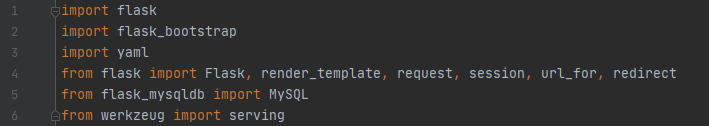 1 import flask
2 import flask_bootstrap
3 import yaml
4 from flask import Flask, render_template, request, session, url_for, redirect
5 from flask_mysqldb import MySQL
6 from werkzeug import serving